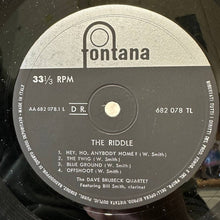 fontana
33⅓ RPM
AA 682 078.1 L
D R.
682 078 TL
THE RIDDLE
1. HEY, HO, ANYBODY HOME? (W. Smith)
2. THE TWIG (W. Smith)
3. BLUE GROUND (W. Smith)
4. OFFSHOOT (W. Smith)
The DAVE BRUBECK QUARTET
Featuring Bill Smith, clarinet